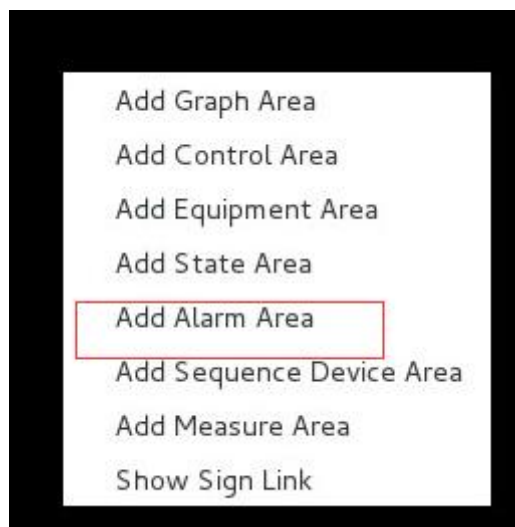 Add Graph Area
Add Control Area
Add Equipment Area
Add State Area
Add Alarm Area
Add Sequence Device Area
Add Measure Area
Show Sign Link